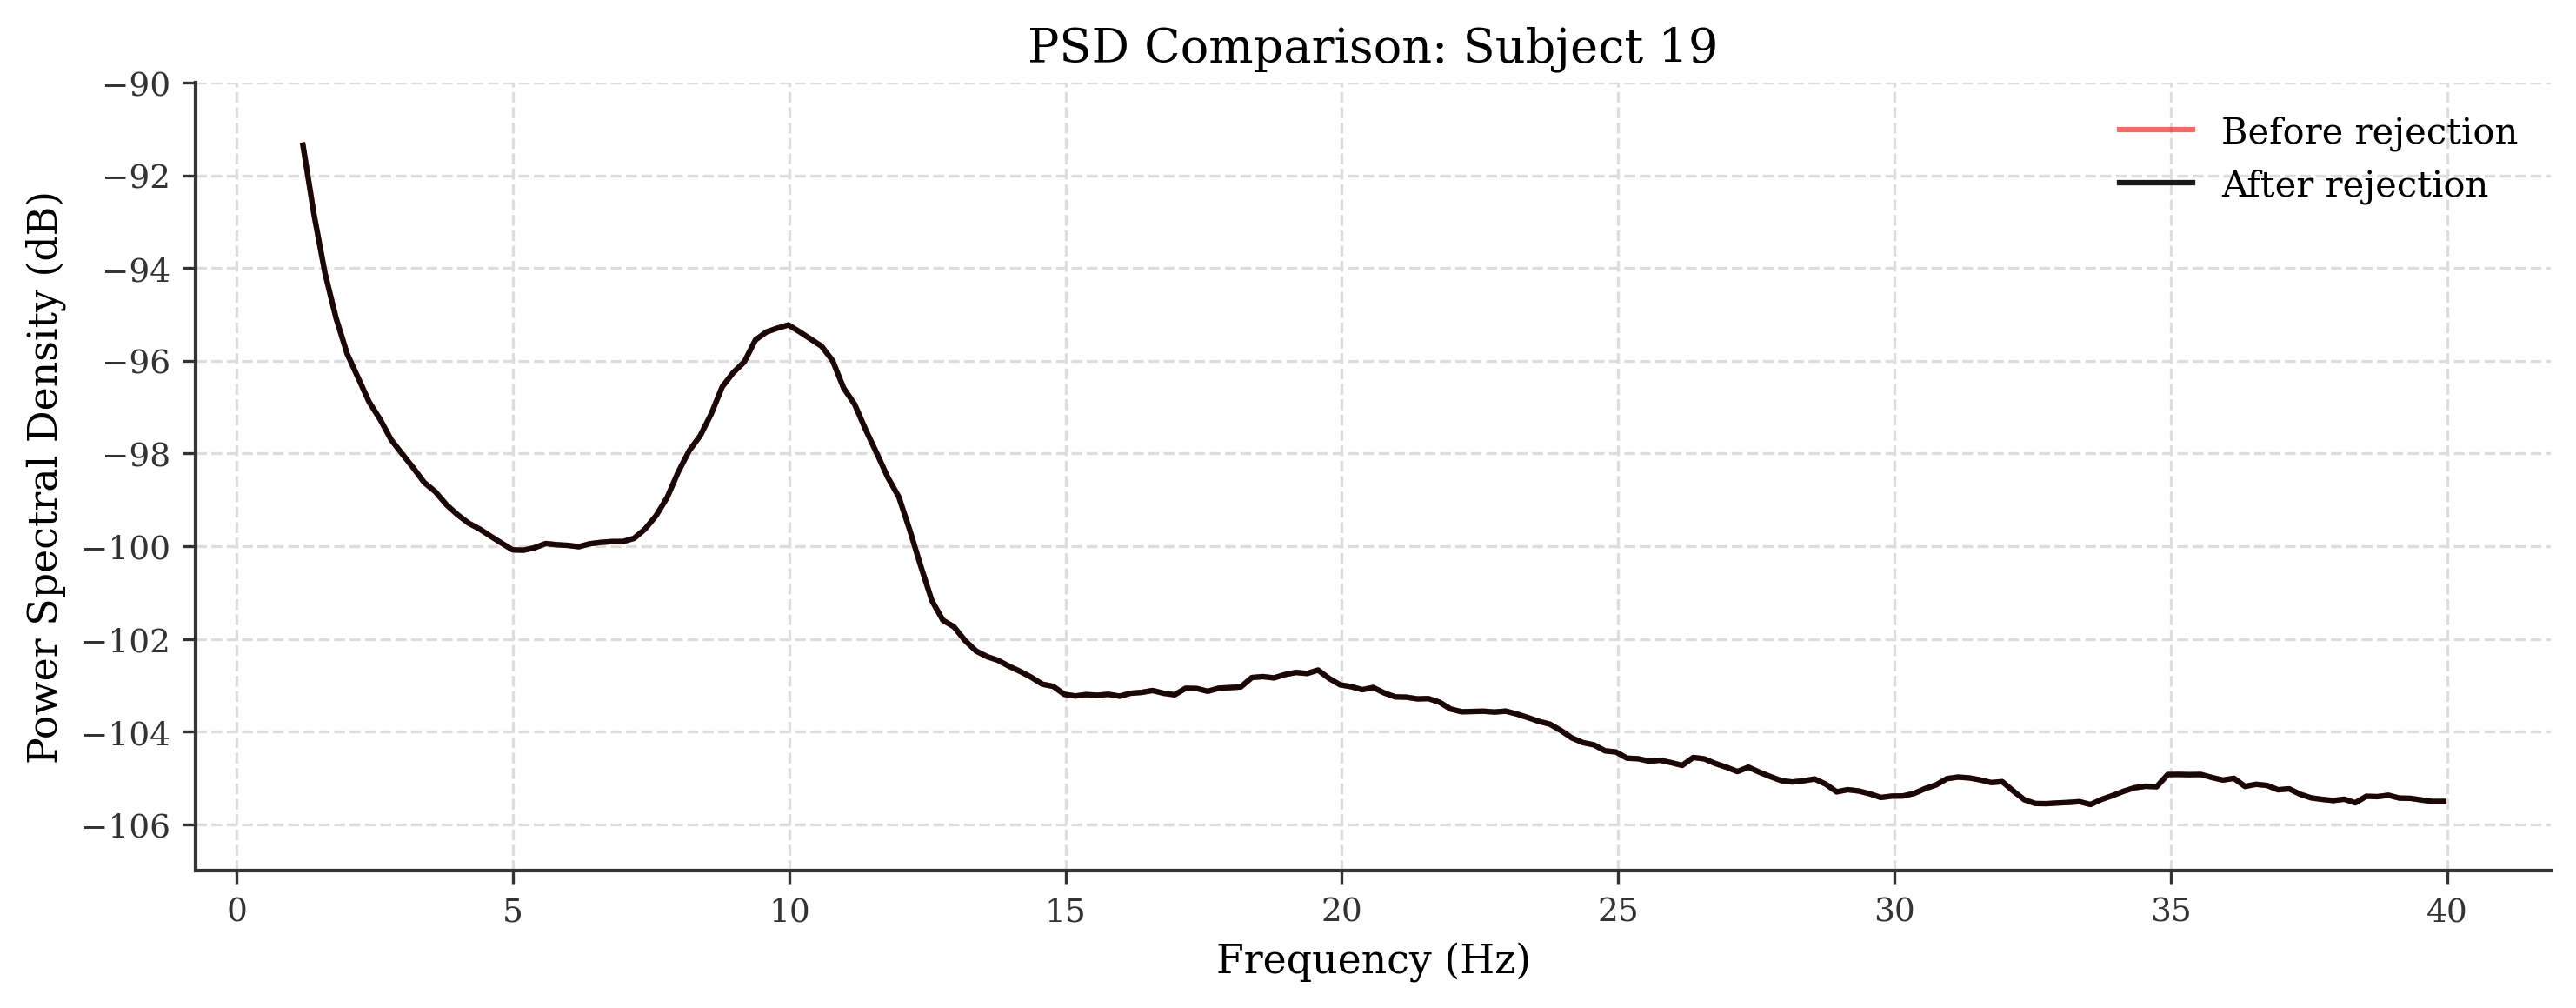 PSD Comparison: Subject 19
Before rejection
After rejection
Power Spectral Density (dB)
−90
−92
−94
−96
−98
−100
−102
−104
−106
0 5 10 15 20 25 30 35 40
Frequency (Hz)